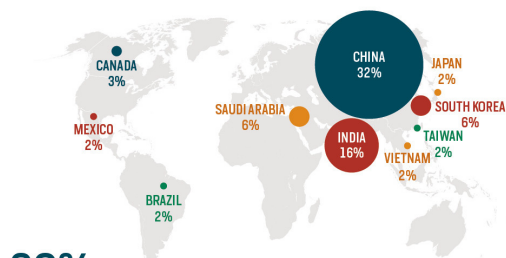 CHINA
32%
CANADA
3%
JAPAN
2%
SAUDI ARABIA
6%
SOUTH KOREA
6%
MEXICO
2%
INDIA
16%
TAIWAN
2%
VIETNAM
2%
BRAZIL
2%